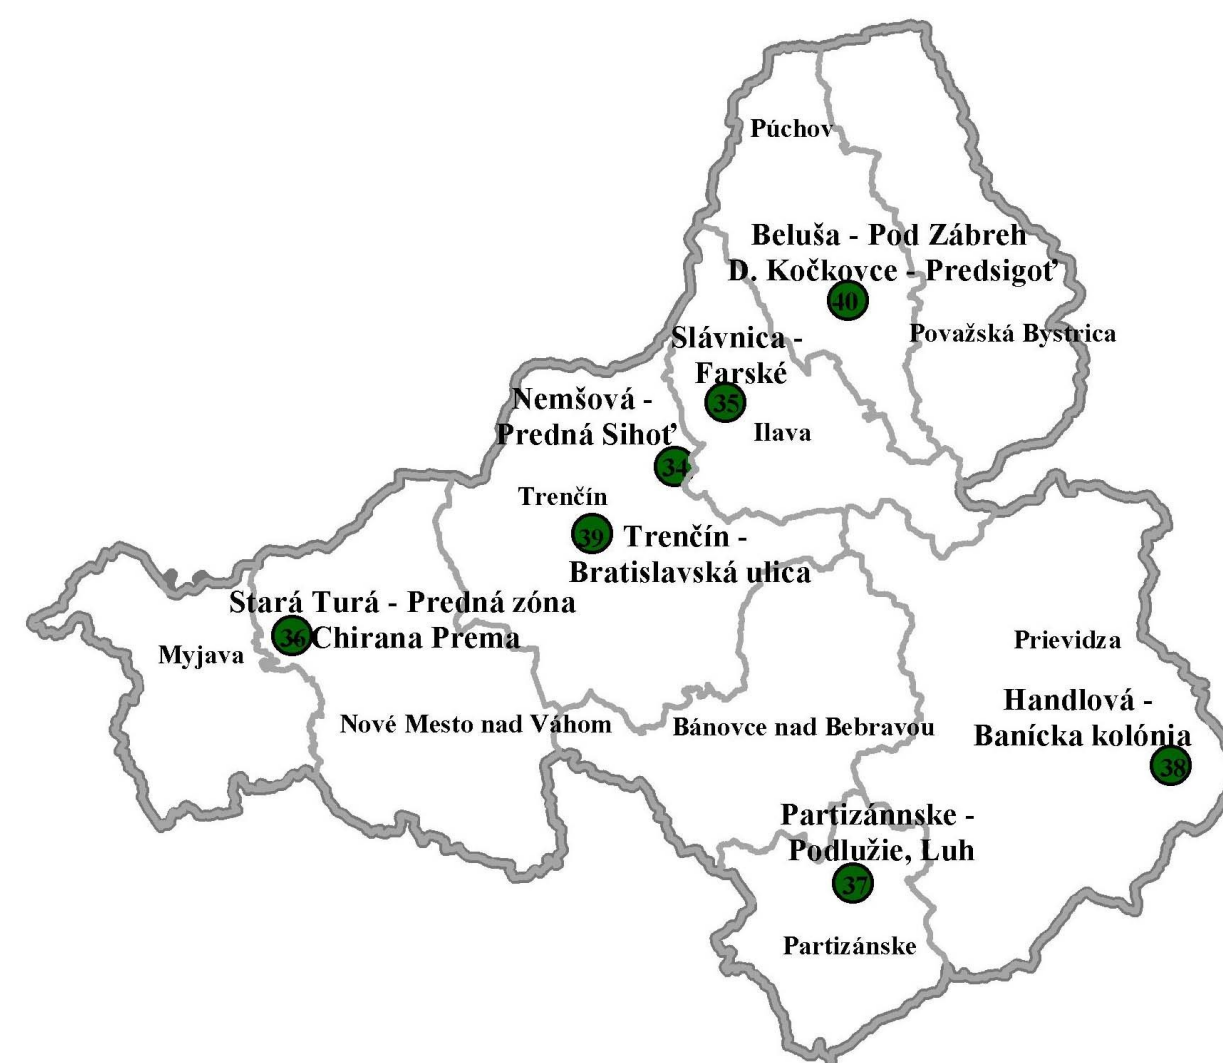 Púchov
Beluša - Pod Zábreh
D. Kočkovce - Predsigoť
40
Považská Bystrica
Slávnica -
Farské
35
Nemšová -
Predná Sihoť
Ilava
34
Trenčín
39
Trenčín -
Bratislavská ulica
Stará Turá - Predná zóna
36
- Chirana Prema
Myjava
Prievidza
Nové Mesto nad Váhom
Bánovce nad Bebravou
Handlová -
Banícka kolónia
38
Partizánnske -
Podlužie, Luh
37
Partizánske